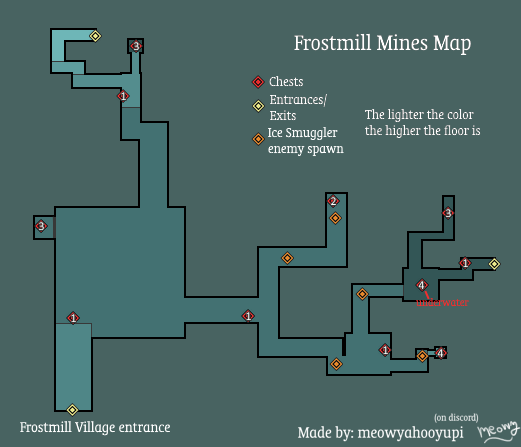 Frostmill Mines Map
Chests
Entrances/
Exits
Ice Smuggler
enemy spawn
The lighter the color
the higher the floor is
3
1
3
1
1
2
3
1
4
underwater
1
4
Frostmill Village entrance
(on discord)
Made by: meowyahooyupi
meowy